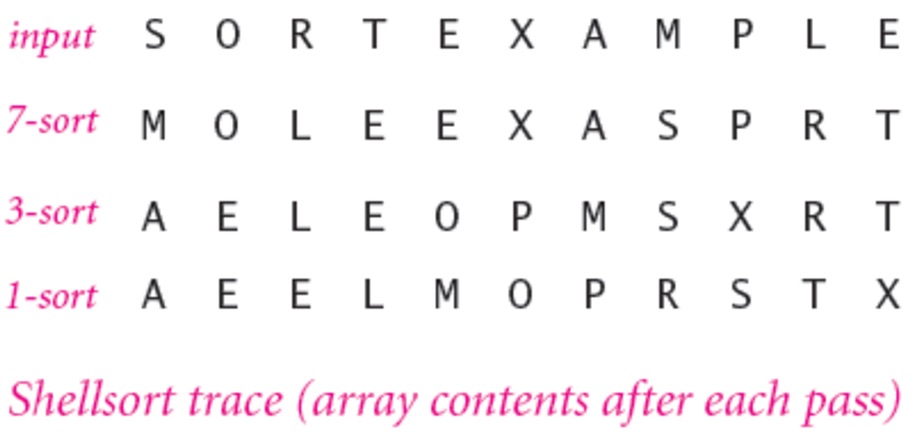 input S O R T E X A M P L E
7-sort M O L E E X A S P R T
3-sort A E L E O P M S X R T
1-sort A E E L M O P R S T X
Shellsort trace (array contents after each pass)